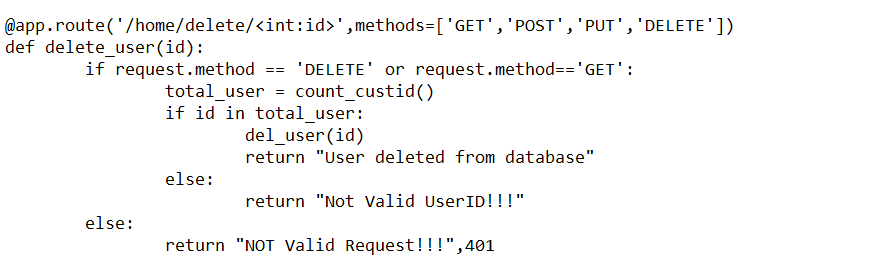 @app.route('/home/delete/<int:id>',methods=['GET','POST','PUT','DELETE'])
def delete_user(id):
        if request.method == 'DELETE' or request.method=='GET':
                total_user = count_custid()
                if id in total_user:
                        del_user(id)
                        return "User deleted from database"
                else:
                        return "Not Valid UserID!!!"
        else:
                return "NOT Valid Request!!!",401